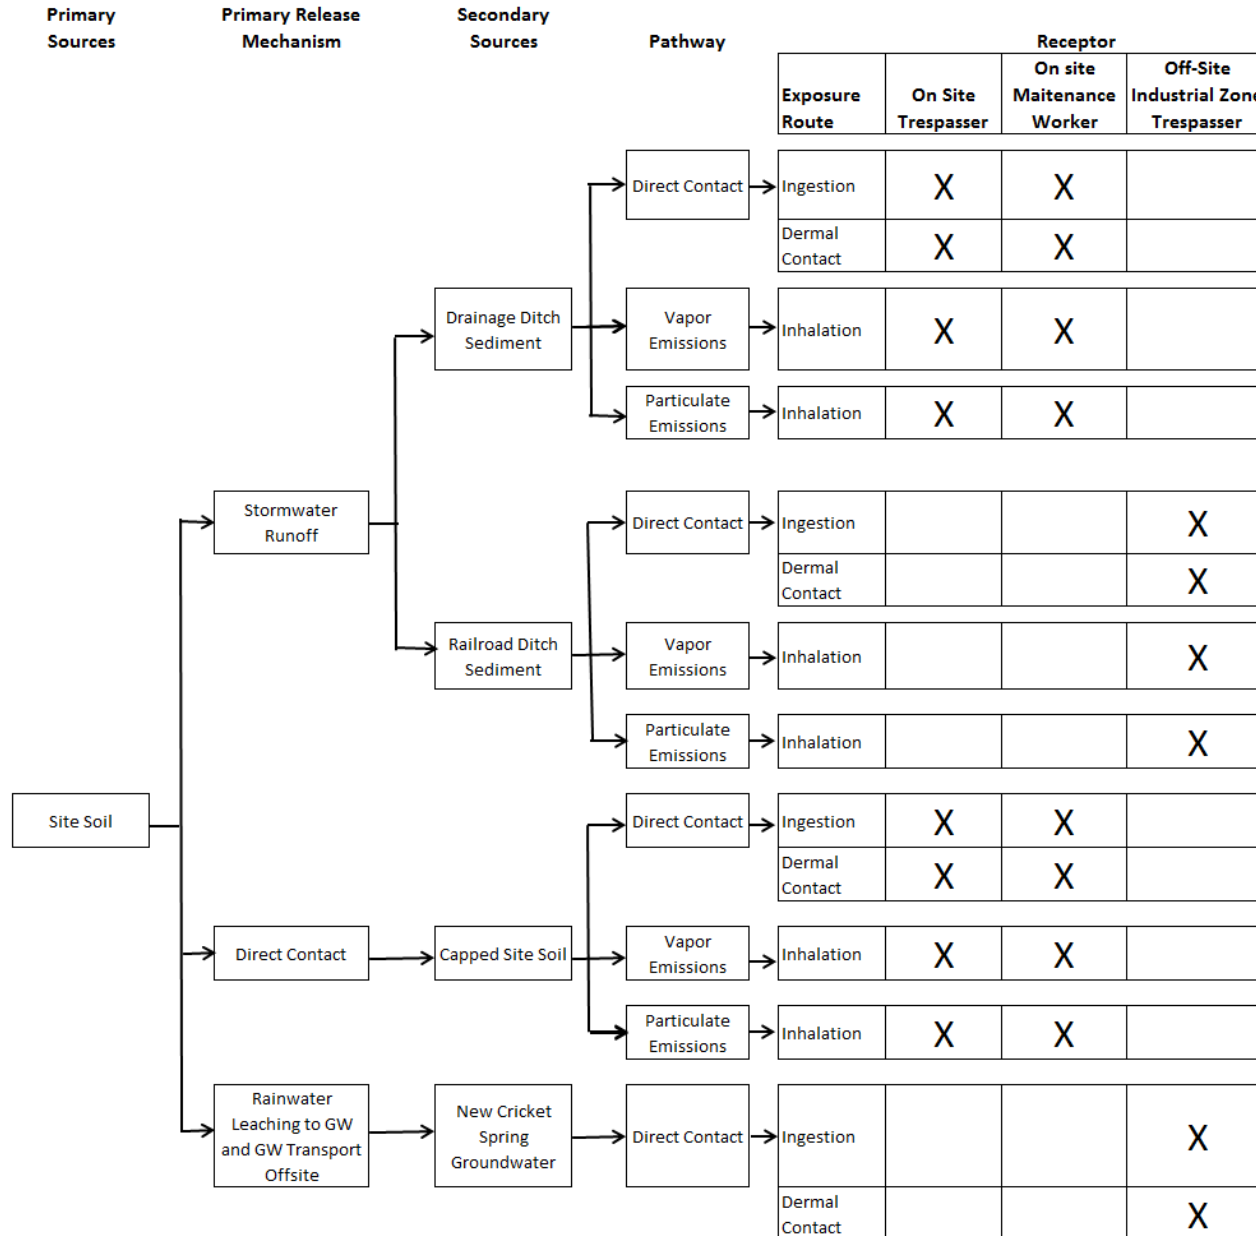 Primary
Sources
Primary Release
Mechanism
Secondary
Sources
Pathway
Receptor
Exposure
Route
On Site
Trespasser
On site
Maitenance
Worker
Off-Site
Industrial Zone
Trespasser
Direct Contact
Ingestion
X
X
Dermal
Contact
X
X
Drainage Ditch
Sediment
Vapor
Emissions
Inhalation
X
X
Particulate
Emissions
Inhalation
X
X
Stormwater
Runoff
Direct Contact
Ingestion
X
Dermal
Contact
X
Railroad Ditch
Sediment
Vapor
Emissions
Inhalation
X
Particulate
Emissions
Inhalation
X
Site Soil
Direct Contact
Ingestion
X
X
Dermal
Contact
X
X
Direct Contact
Capped Site Soil
Vapor
Emissions
Inhalation
X
X
Particulate
Emissions
Inhalation
X
X
Rainwater
Leaching to GW
and GW Transport
Offsite
New Cricket
Spring
Groundwater
Direct Contact
Ingestion
X
Dermal
Contact
X